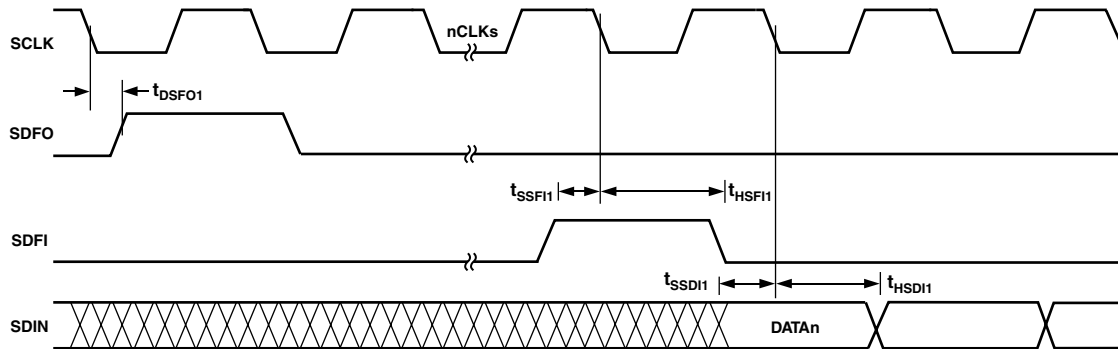 SCLK
nCLKs
tDSFO1
SDFO
tSSFI1
tHSFI1
SDFI
tSSDI1
tHSDI1
SDIN
DATAn